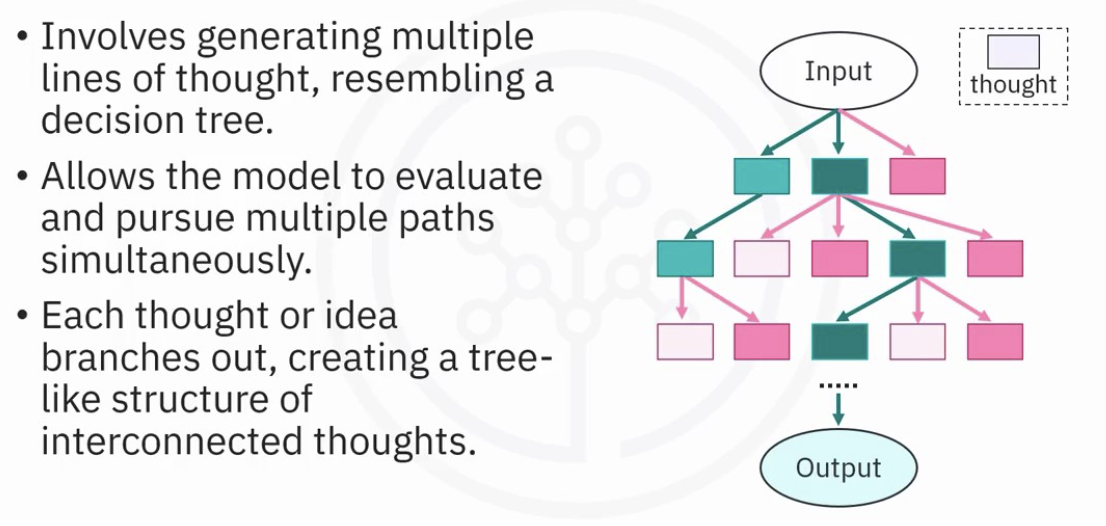 • Involves generating multiple
lines of thought, resembling a
decision tree.
• Allows the model to evaluate
and pursue multiple paths
simultaneously.
• Each thought or idea
branches out, creating a tree-
like structure of
interconnected thoughts.
Input
thought
.....
Output